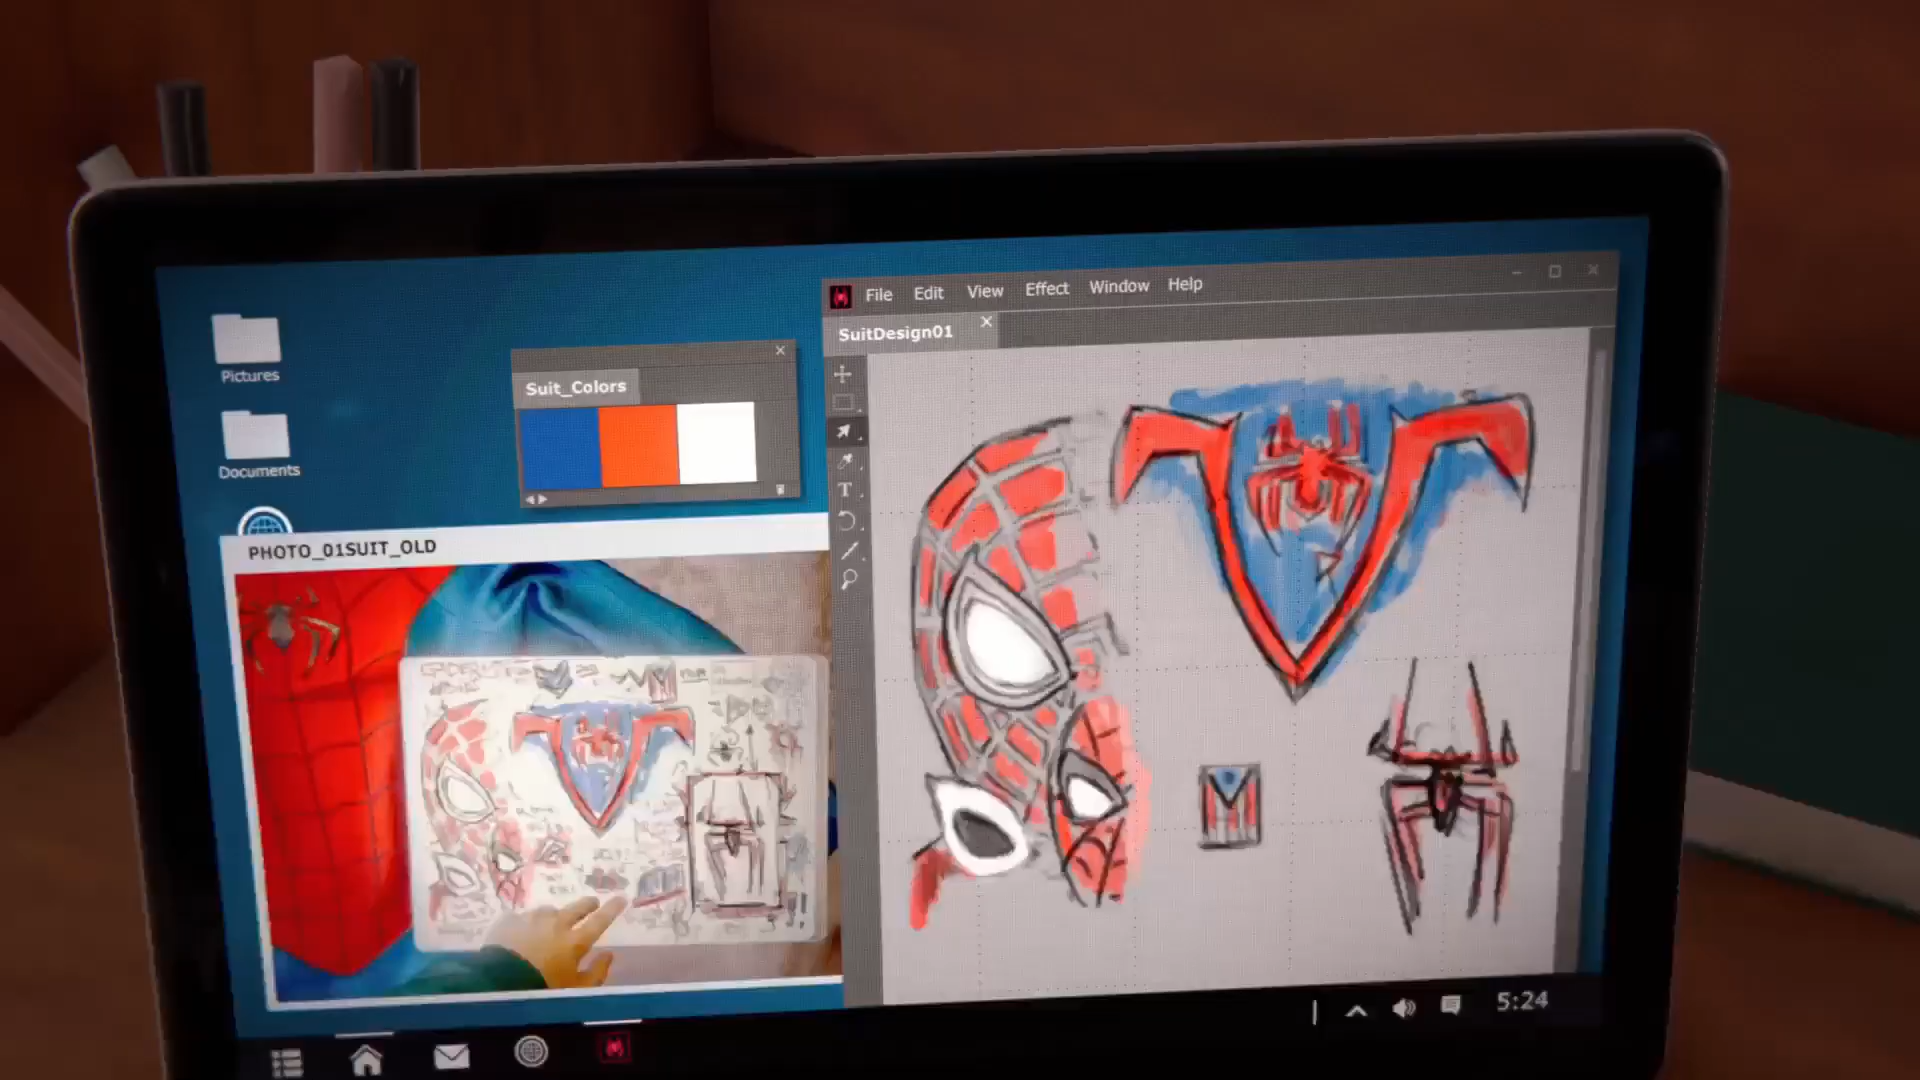 File Edit View Effect Window Help
SuitDesign01
Pictures
Suit_Colors
Documents
T
PHOTO_01SUIT_OLD
5:24